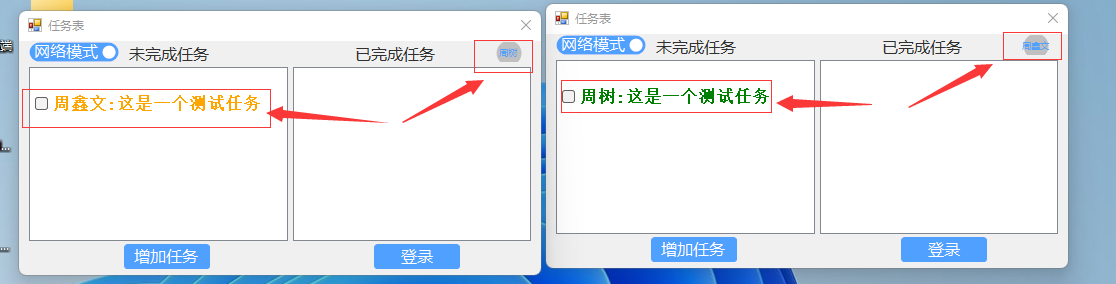 端
任务表
网络模式 未完成任务 已完成任务 周树
周鑫文:这是一个测试任务
增加任务 登录
任务表
网络模式 未完成任务 已完成任务 周鑫文
周树:这是一个测试任务
增加任务 登录